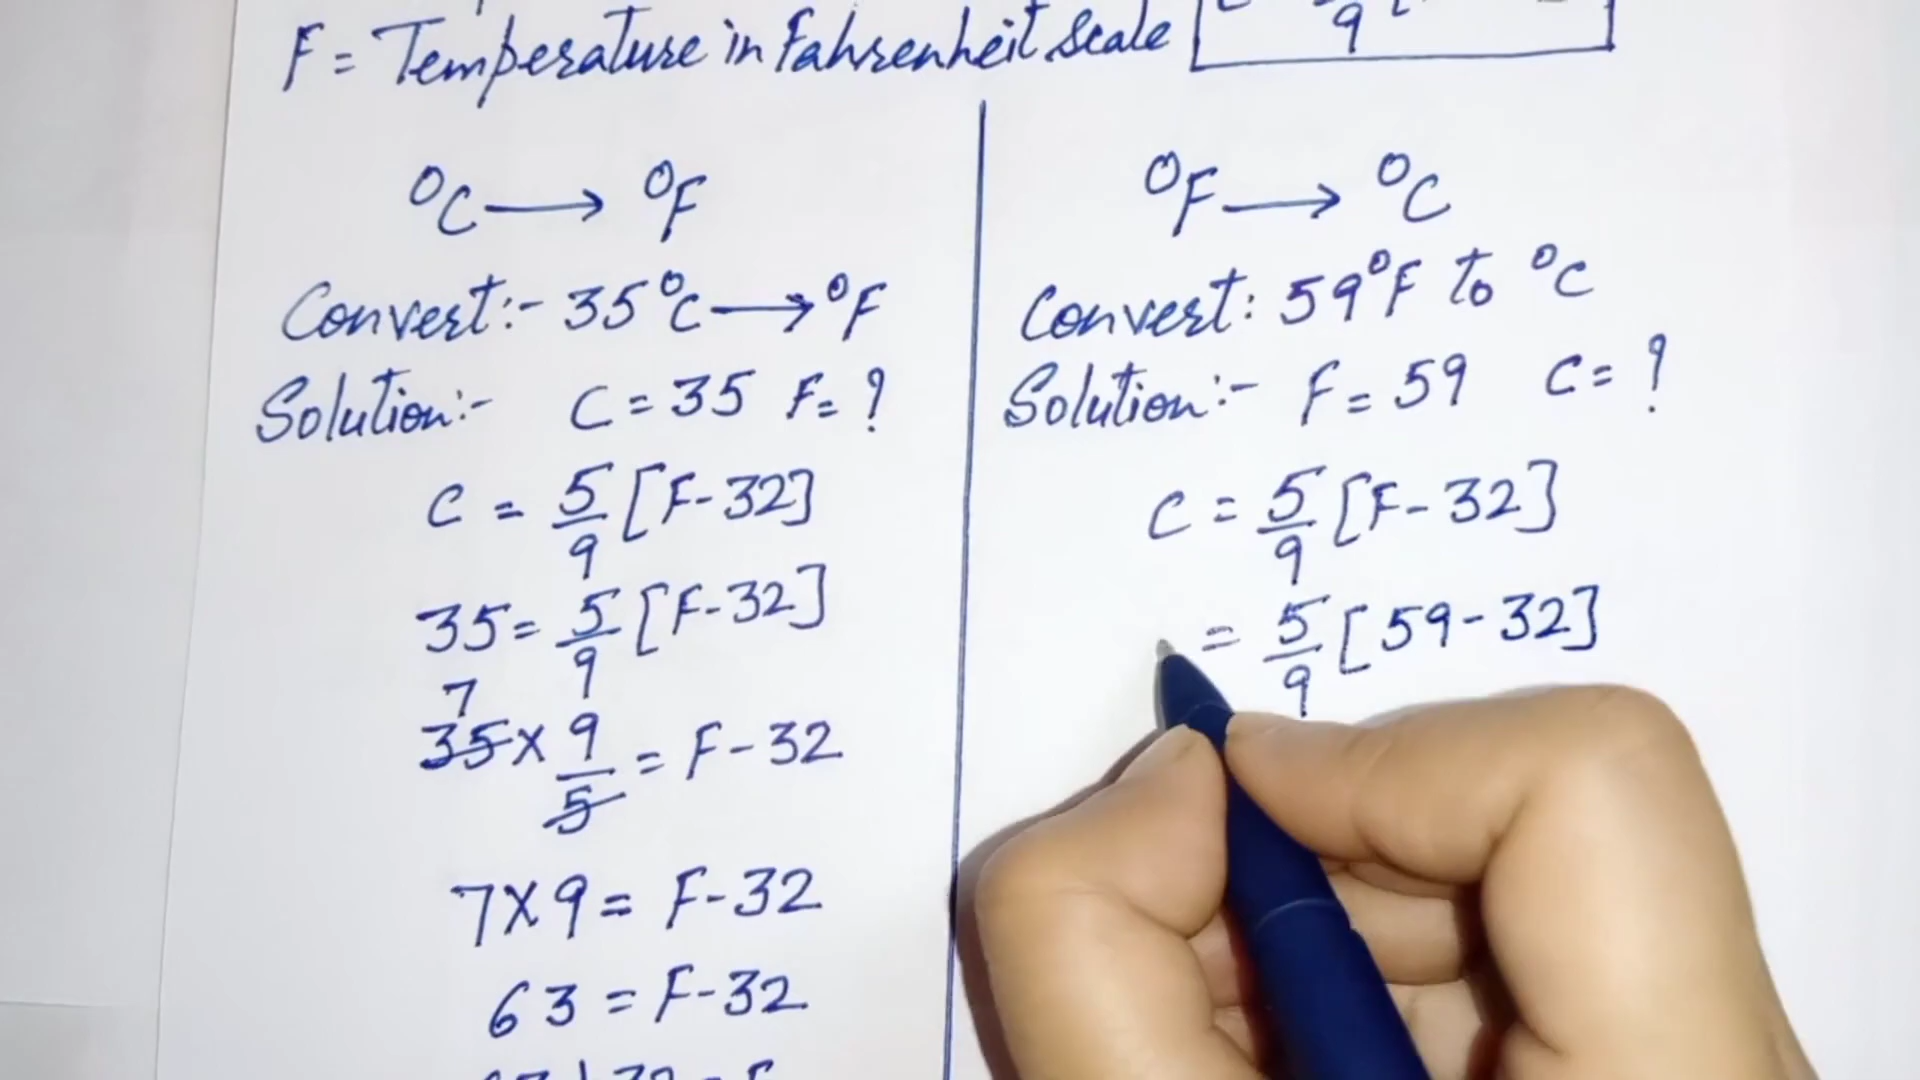 F = Temperature in Fahrenheit Scale
9
°C → °F
Convert:- 35°C → °F
Solution:- C = 35 F = ?
C = 5/9 [F-32]
35 = 5/9 [F-32]
7
35 x 9/5 = F-32
7x9 = F-32
63 = F-32
°F → °C
Convert: 59°F to °C
Solution:- F = 59 C = ?
C = 5/9 [F-32]
= 5/9 [59-32]